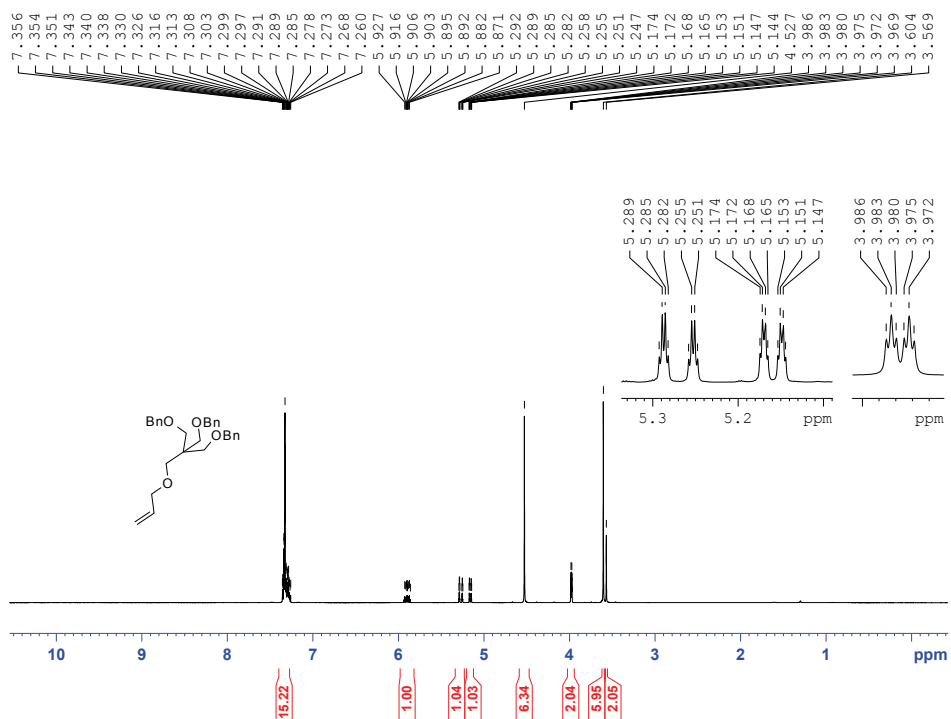 7.356 7.354 7.351 7.343 7.340 7.338 7.330 7.326 7.316 7.313 7.308 7.303 7.299 7.297 7.291 7.289 7.285 7.278 7.273 7.268 7.260 5.927 5.916 5.906 5.903 5.895 5.892 5.882 5.871 5.292 5.289 5.285 5.282 5.258 5.255 5.251 5.247 5.174 5.172 5.168 5.165 5.153 5.151 5.147 5.144 4.527 3.986 3.983 3.980 3.975 3.972 3.969 3.604 3.569
5.289 5.285 5.282 5.255 5.251 5.174 5.172 5.168 5.165 5.153 5.151 5.147
3.986 3.983 3.980 3.975 3.972
5.3 5.2 ppm
ppm
BnO OBn
OBn
O
10 9 8 7 6 5 4 3 2 1 ppm
15.22 1.00 1.04 1.03 6.34 2.04 5.95 2.05